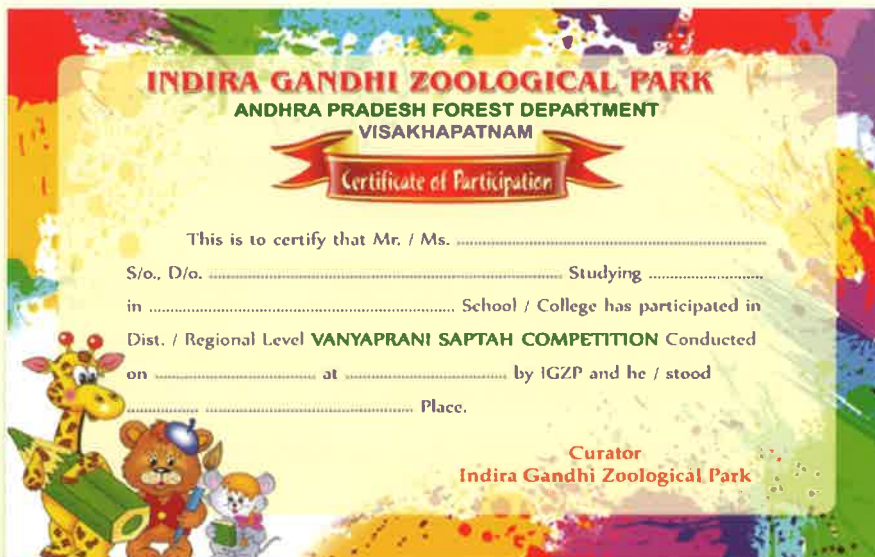 INDIRA GANDHI ZOOLOGICAL PARK
ANDHRA PRADESH FOREST DEPARTMENT
VISAKHAPATNAM
Certificate of Participation
This is to certify that Mr. / Ms. ....................
S/o., D/o. .................... Studying ....................
in .................... School / College has participated in
Dist. / Regional Level VANYAPRANI SAPTAH COMPETITION Conducted
on .................... at .................... by IGZP and he / stood
.................... .................... Place.
Curator
Indira Gandhi Zoological Park